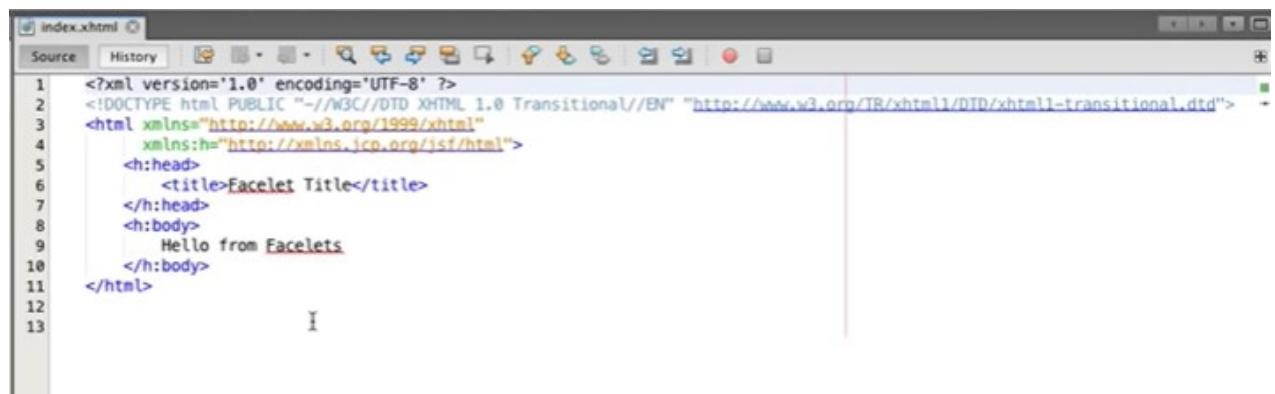 index.xhtml
Source History
1 <?xml version='1.0' encoding='UTF-8' ?>
2 <!DOCTYPE html PUBLIC "-//W3C//DTD XHTML 1.0 Transitional//EN" "http://www.w3.org/TR/xhtml1/DTD/xhtml1-transitional.dtd">
3 <html xmlns="http://www.w3.org/1999/xhtml"
4 xmlns:h="http://xmlns.jcp.org/jsf/html">
5 <h:head>
6 <title>Facelet Title</title>
7 </h:head>
8 <h:body>
9 Hello from Facelets
10 </h:body>
11 </html>
12
13